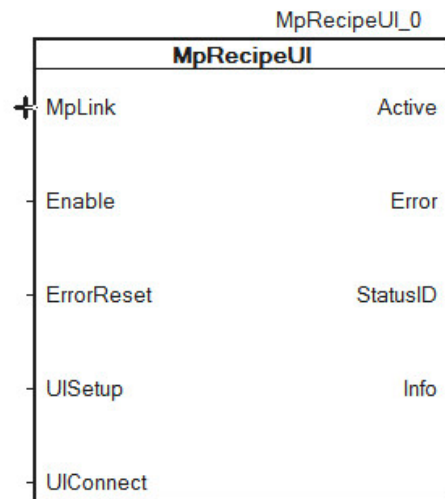 MpRecipeUI_0
MpRecipeUI
MpLink Active
Enable Error
ErrorReset StatusID
UISetup Info
UIConnect